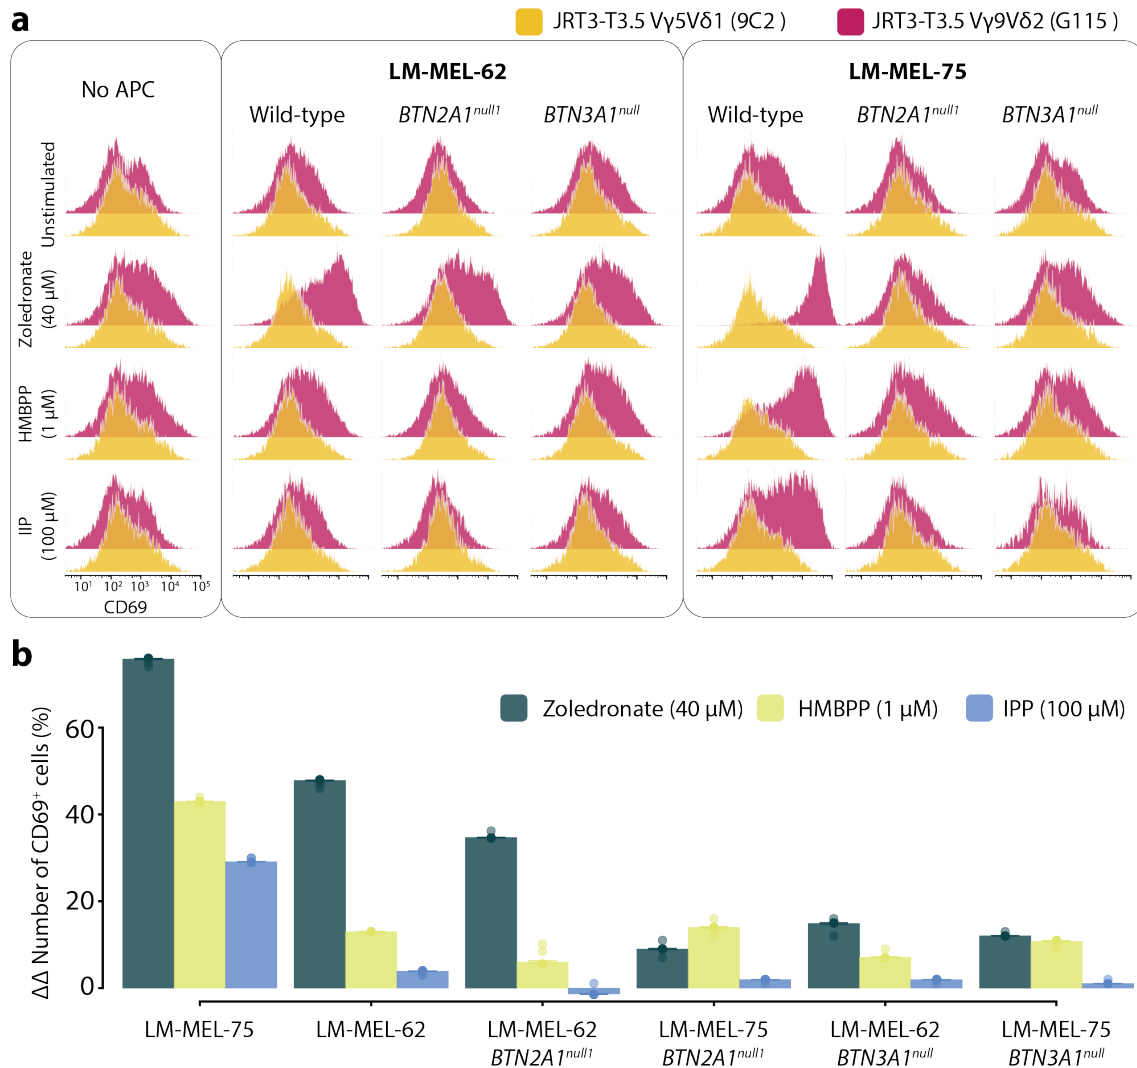 a
JRT3-T3.5 Vγ5Vδ1 (9C2 )
JRT3-T3.5 Vγ9Vδ2 (G115 )
No APC
LM-MEL-62
LM-MEL-75
Wild-type
BTN2A1null1
BTN3A1null
Wild-type
BTN2A1null1
BTN3A1null
Unstimulated
Zoledronate
(40 μM)
HMBPP
(1 μM)
IIP
(100 μM)
10¹ 10² 10³ 10⁴ 10⁵
CD69
b
Zoledronate (40 μM)
HMBPP (1 μM)
IPP (100 μM)
ΔΔ Number of CD69⁺ cells (%)
60
40
20
0
LM-MEL-75
LM-MEL-62
LM-MEL-62
BTN2A1null1
LM-MEL-75
BTN2A1null1
LM-MEL-62
BTN3A1null
LM-MEL-75
BTN3A1null